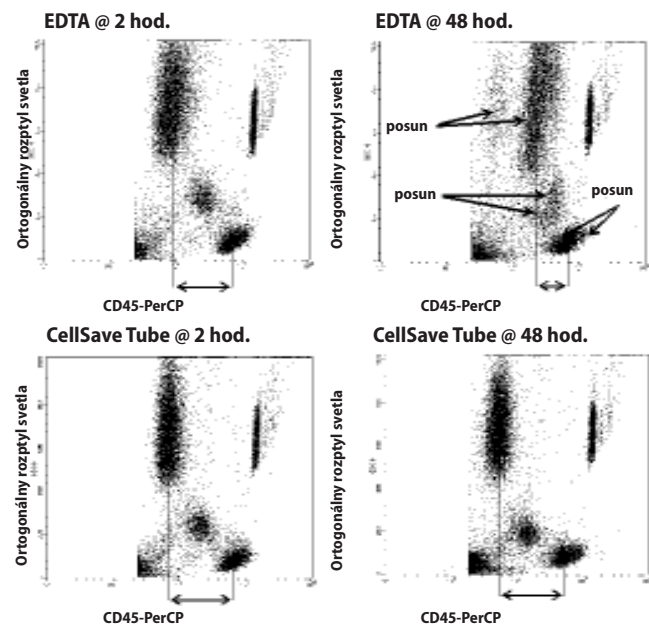 EDTA @ 2 hod.
EDTA @ 48 hod.
Ortogonálny rozptyl svetla
Ortogonálny rozptyl svetla
posun
posun
posun
CD45-PerCP
CD45-PerCP
CellSave Tube @ 2 hod.
CellSave Tube @ 48 hod.
Ortogonálny rozptyl svetla
Ortogonálny rozptyl svetla
CD45-PerCP
CD45-PerCP